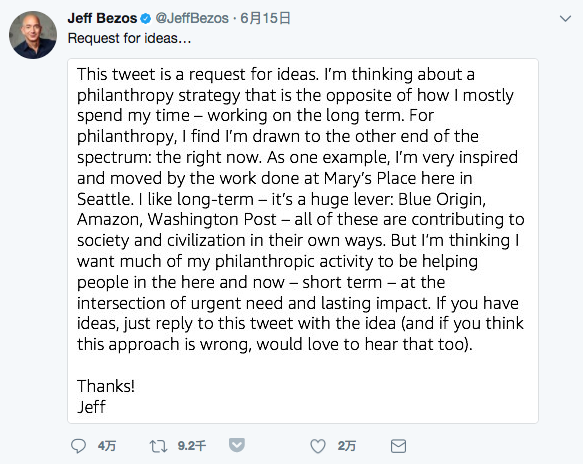 Jeff Bezos @JeffBezos · 6月15日
Request for ideas…
This tweet is a request for ideas. I’m thinking about a
philanthropy strategy that is the opposite of how I mostly
spend my time – working on the long term. For
philanthropy, I find I’m drawn to the other end of the
spectrum: the right now. As one example, I’m very inspired
and moved by the work done at Mary’s Place here in
Seattle. I like long-term – it’s a huge lever: Blue Origin,
Amazon, Washington Post – all of these are contributing to
society and civilization in their own ways. But I’m thinking I
want much of my philanthropic activity to be helping
people in the here and now – short term – at the
intersection of urgent need and lasting impact. If you have
ideas, just reply to this tweet with the idea (and if you think
this approach is wrong, would love to hear that too).
Thanks!
Jeff
4万 9.2千 2万